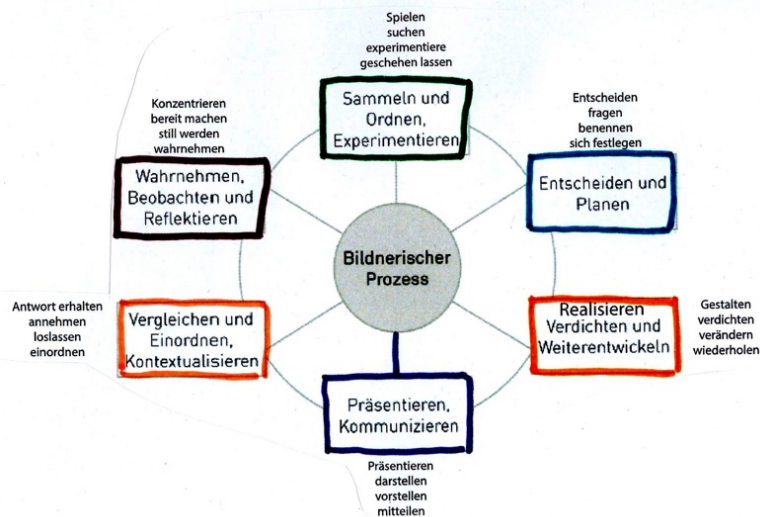 Spielen
suchen
experimentiere
geschehen lassen
Sammeln und
Ordnen,
Experimentieren
Konzentrieren
bereit machen
still werden
wahrnehmen
Wahrnehmen,
Beobachten und
Reflektieren
Entscheiden
fragen
benennen
sich festlegen
Entscheiden und
Planen
Bildnerischer
Prozess
Antwort erhalten
annehmen
loslassen
einordnen
Vergleichen und
Einordnen,
Kontextualisieren
Realisieren
Verdichten und
Weiterentwickeln
Gestalten
verdichten
verändern
wiederholen
Präsentieren,
Kommunizieren
Präsentieren
darstellen
vorstellen
mitteilen